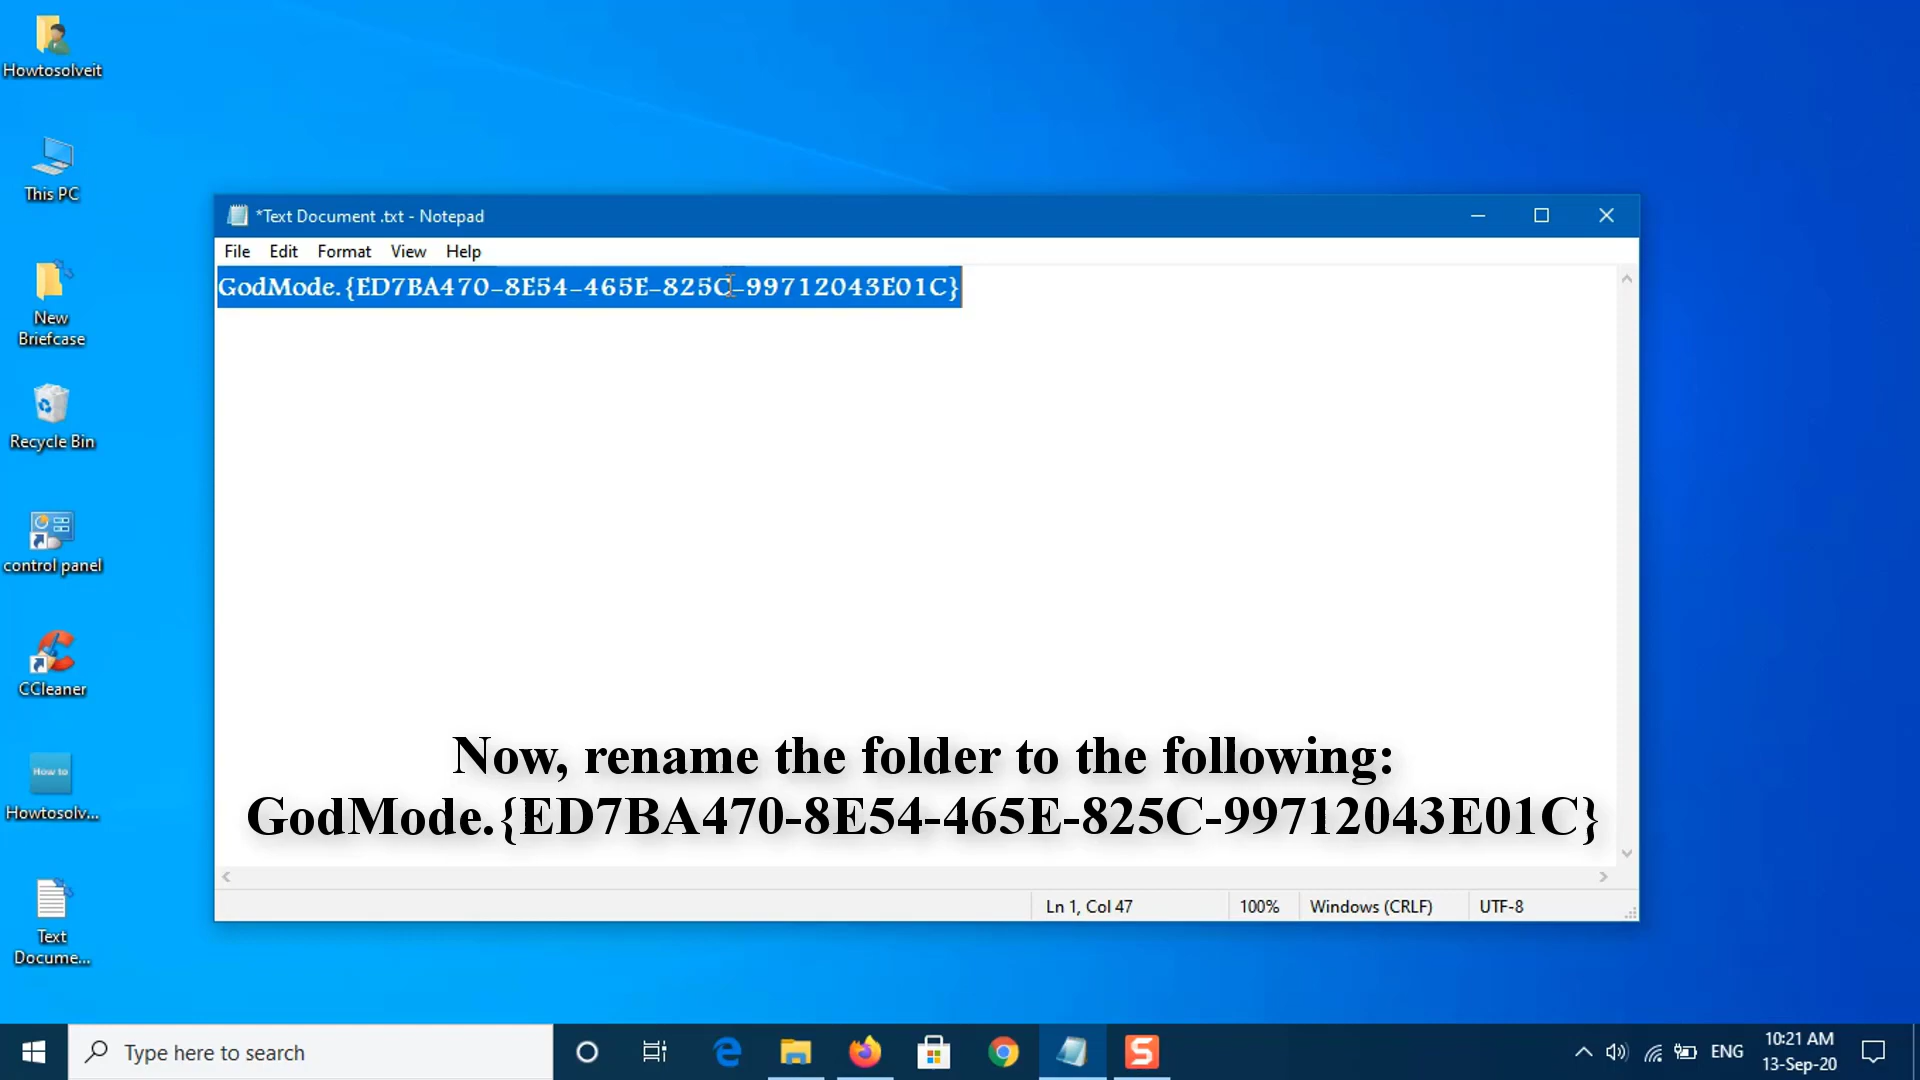 Howtosolveit
This PC
New
Briefcase
Recycle Bin
control panel
CCleaner
How to
Howtosolv...
Text
Docume...
*Text Document .txt - Notepad
File Edit Format View Help
GodMode.{ED7BA470-8E54-465E-825C-99712043E01C}
Now, rename the folder to the following:
GodMode.{ED7BA470-8E54-465E-825C-99712043E01C}
Ln 1, Col 47 100% Windows (CRLF) UTF-8
Type here to search
S
ENG
10:21 AM
13-Sep-20